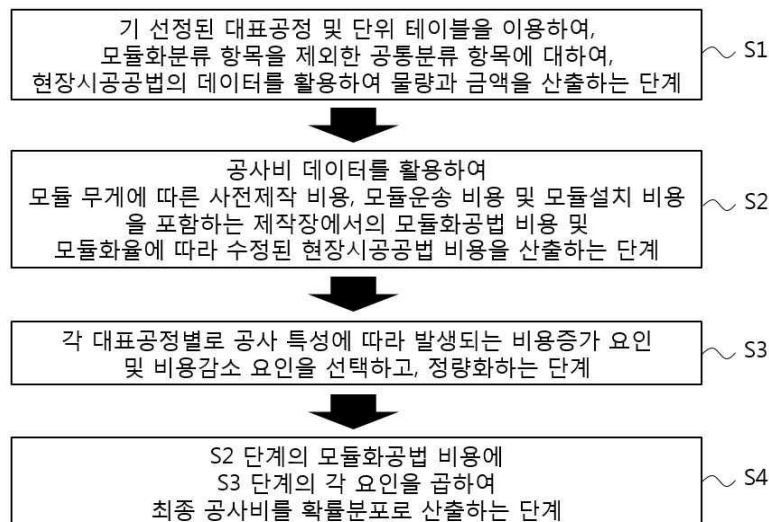 기 선정된 대표공정 및 단위 테이블을 이용하여,
모듈화분류 항목을 제외한 공통분류 항목에 대하여,
현장시공공법의 데이터를 활용하여 물량과 금액을 산출하는 단계
S1
공사비 데이터를 활용하여
모듈 무게에 따른 사전제작 비용, 모듈운송 비용 및 모듈설치 비용
을 포함하는 제작장에서의 모듈화공법 비용 및
모듈화율에 따라 수정된 현장시공공법 비용을 산출하는 단계
S2
각 대표공정별로 공사 특성에 따라 발생되는 비용증가 요인
및 비용감소 요인을 선택하고, 정량화하는 단계
S3
S2 단계의 모듈화공법 비용에
S3 단계의 각 요인을 곱하여
최종 공사비를 확률분포로 산출하는 단계
S4